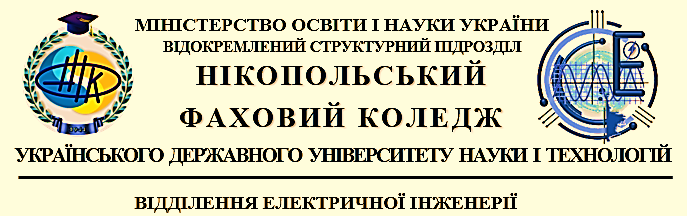 МІНІСТЕРСТВО ОСВІТИ І НАУКИ УКРАЇНИ
ВІДОКРЕМЛЕНИЙ СТРУКТУРНИЙ ПІДРОЗДІЛ
НІКОПОЛЬСЬКИЙ
ФАХОВИЙ КОЛЕДЖ
УКРАЇНСЬКОГО ДЕРЖАВНОГО УНІВЕРСИТЕТУ НАУКИ І ТЕХНОЛОГІЙ
ВІДДІЛЕННЯ ЕЛЕКТРИЧНОЇ ІНЖЕНЕРІЇ